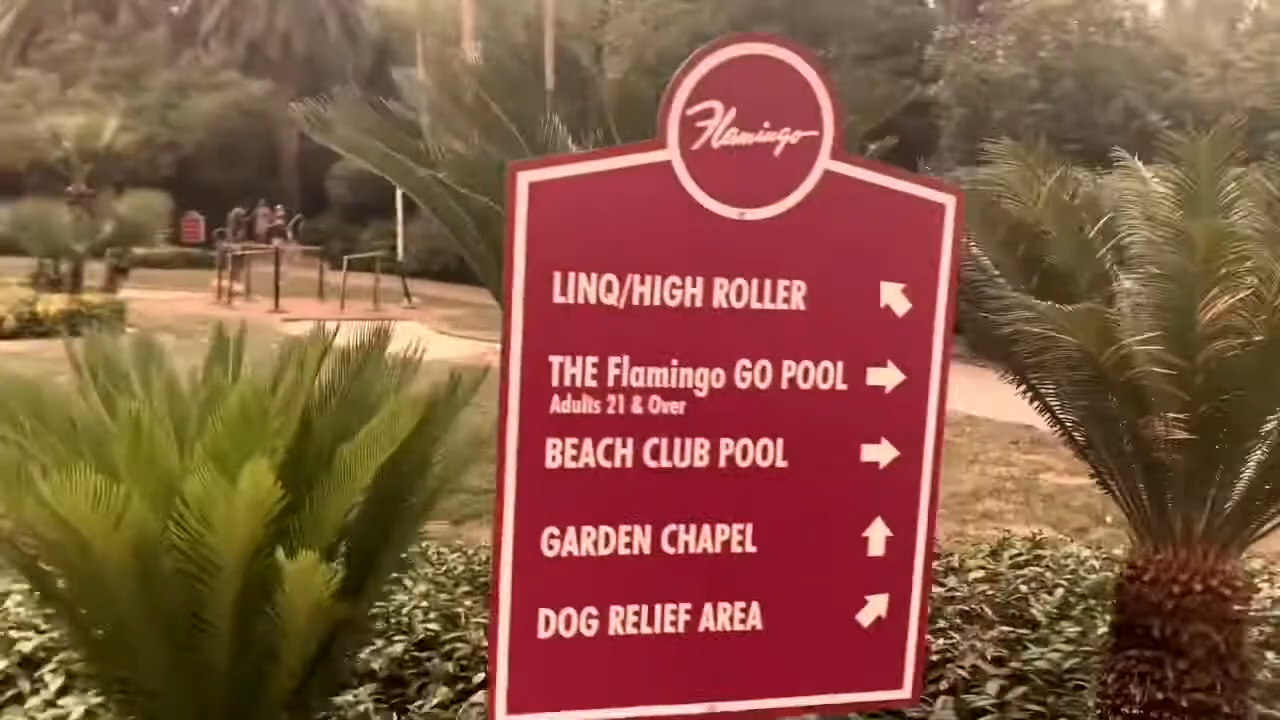 Flamingo
LINQ/HIGH ROLLER
THE Flamingo GO POOL
Adults 21 & Over
BEACH CLUB POOL
GARDEN CHAPEL
DOG RELIEF AREA